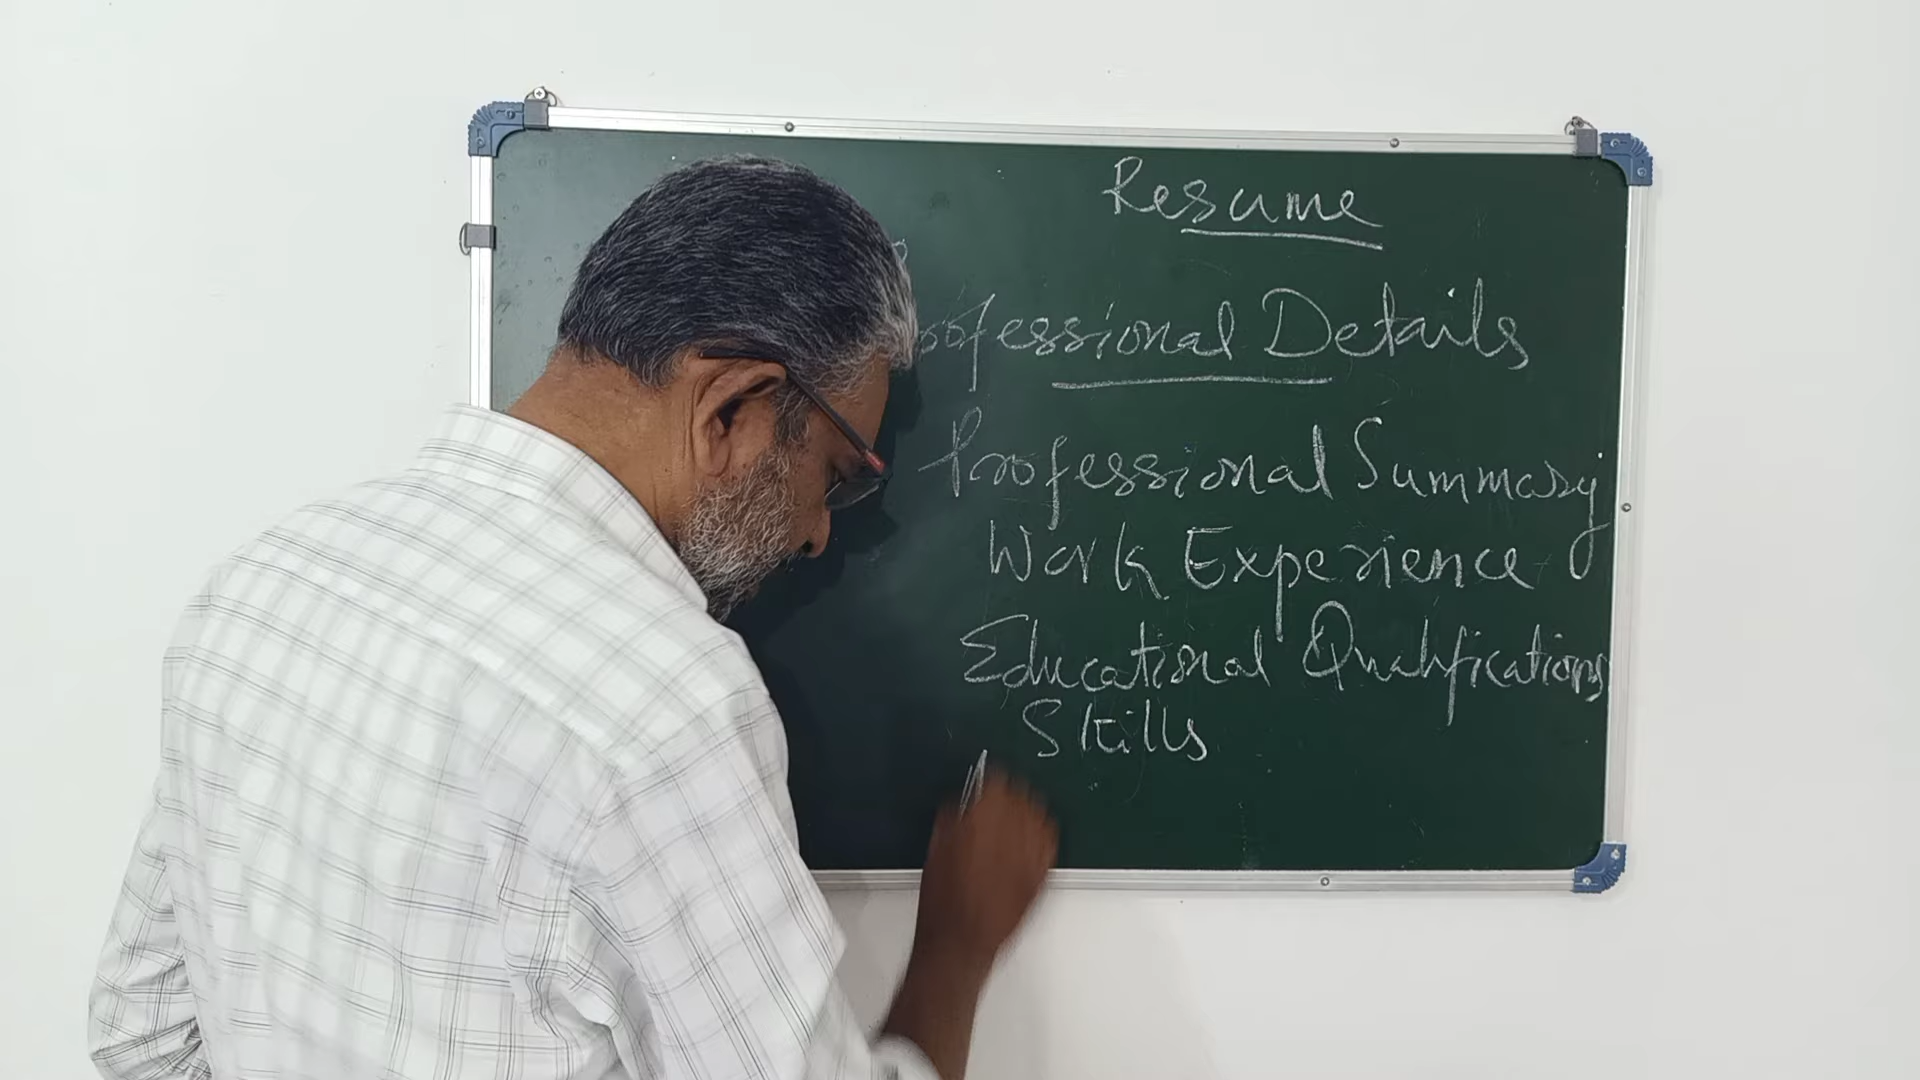 Resume
Professional Details
Professional Summary
Work Experience
Educational Qualifications
Skills